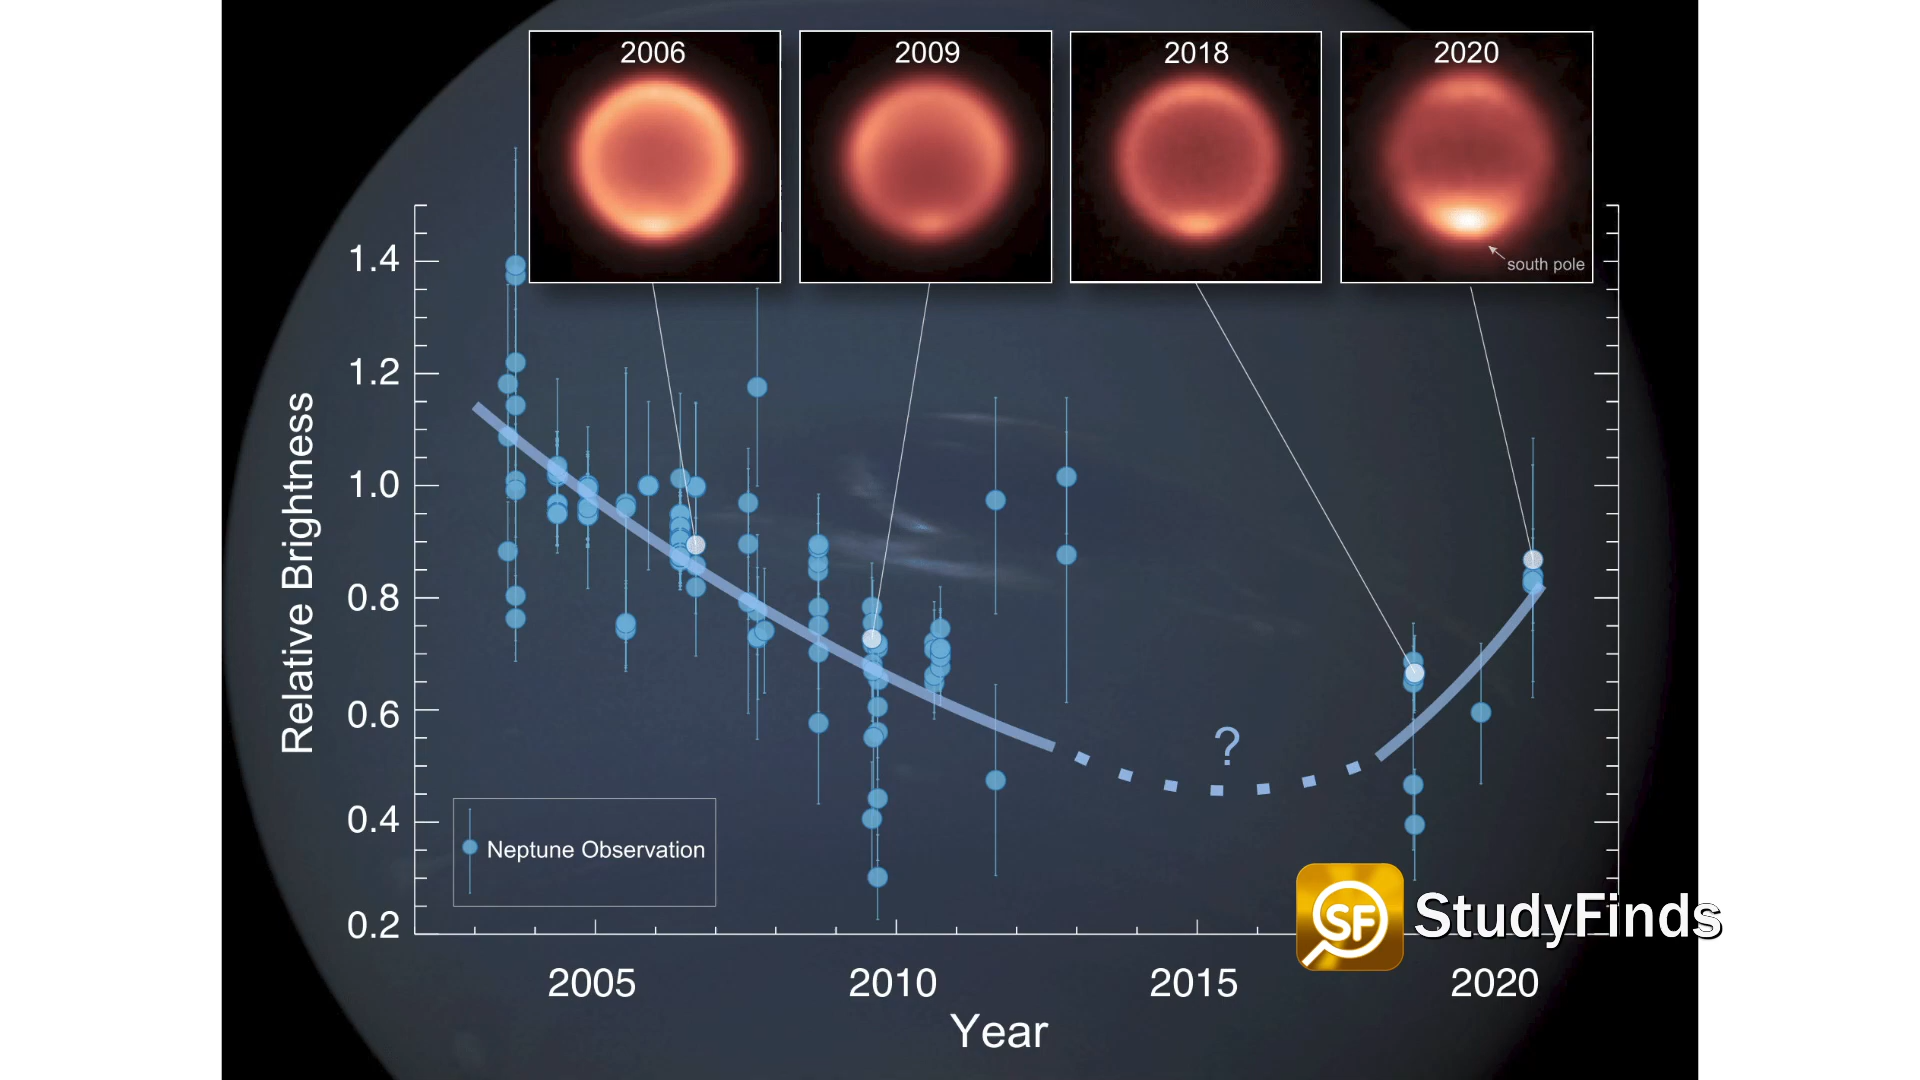 2006 2009 2018 2020
south pole
1.4
1.2
1.0
0.8
0.6
0.4
0.2
Relative Brightness
?
Neptune Observation
SF StudyFinds
2005 2010 2015 2020
Year